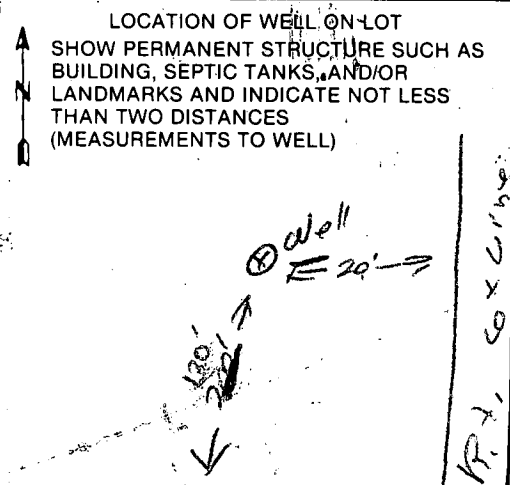 LOCATION OF WELL ON LOT
SHOW PERMANENT STRUCTURE SUCH AS
BUILDING, SEPTIC TANKS, AND/OR
LANDMARKS AND INDICATE NOT LESS
THAN TWO DISTANCES
(MEASUREMENTS TO WELL)
N
Well
20'
130'